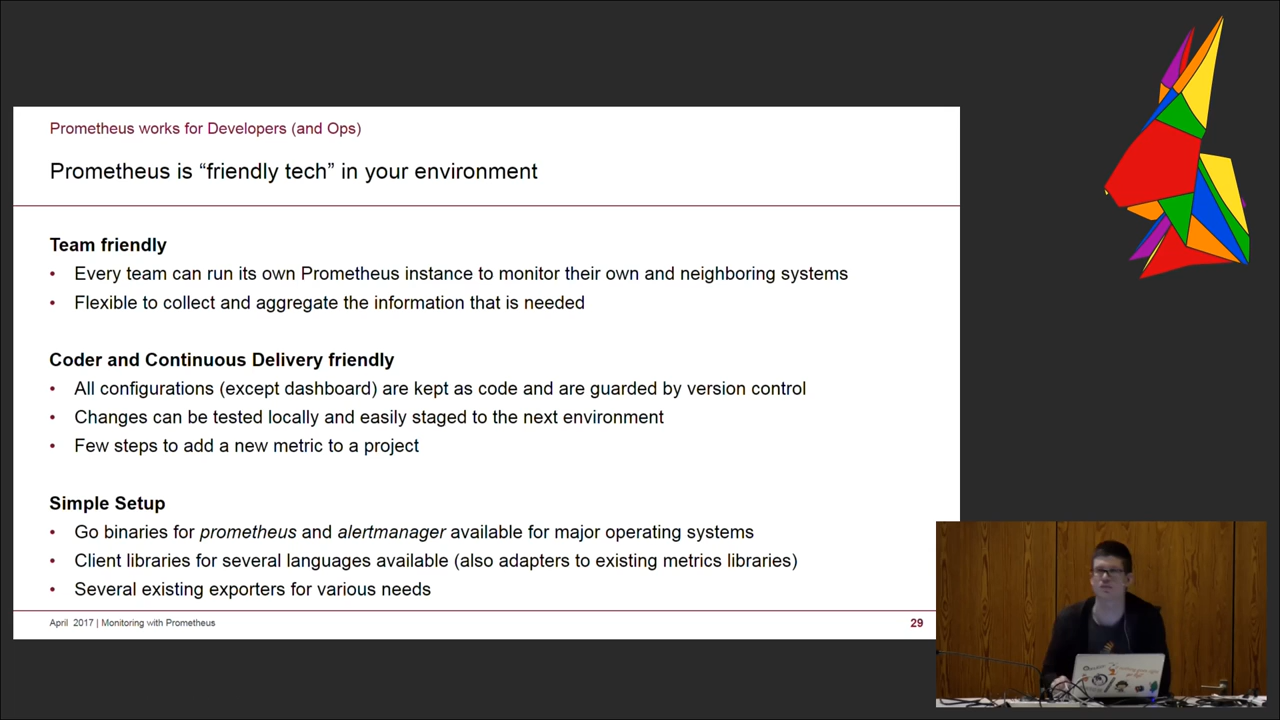 Prometheus works for Developers (and Ops)
Prometheus is “friendly tech” in your environment
Team friendly
• Every team can run its own Prometheus instance to monitor their own and neighboring systems
• Flexible to collect and aggregate the information that is needed
Coder and Continuous Delivery friendly
• All configurations (except dashboard) are kept as code and are guarded by version control
• Changes can be tested locally and easily staged to the next environment
• Few steps to add a new metric to a project
Simple Setup
• Go binaries for prometheus and alertmanager available for major operating systems
• Client libraries for several languages available (also adapters to existing metrics libraries)
• Several existing exporters for various needs
April 2017 | Monitoring with Prometheus
29